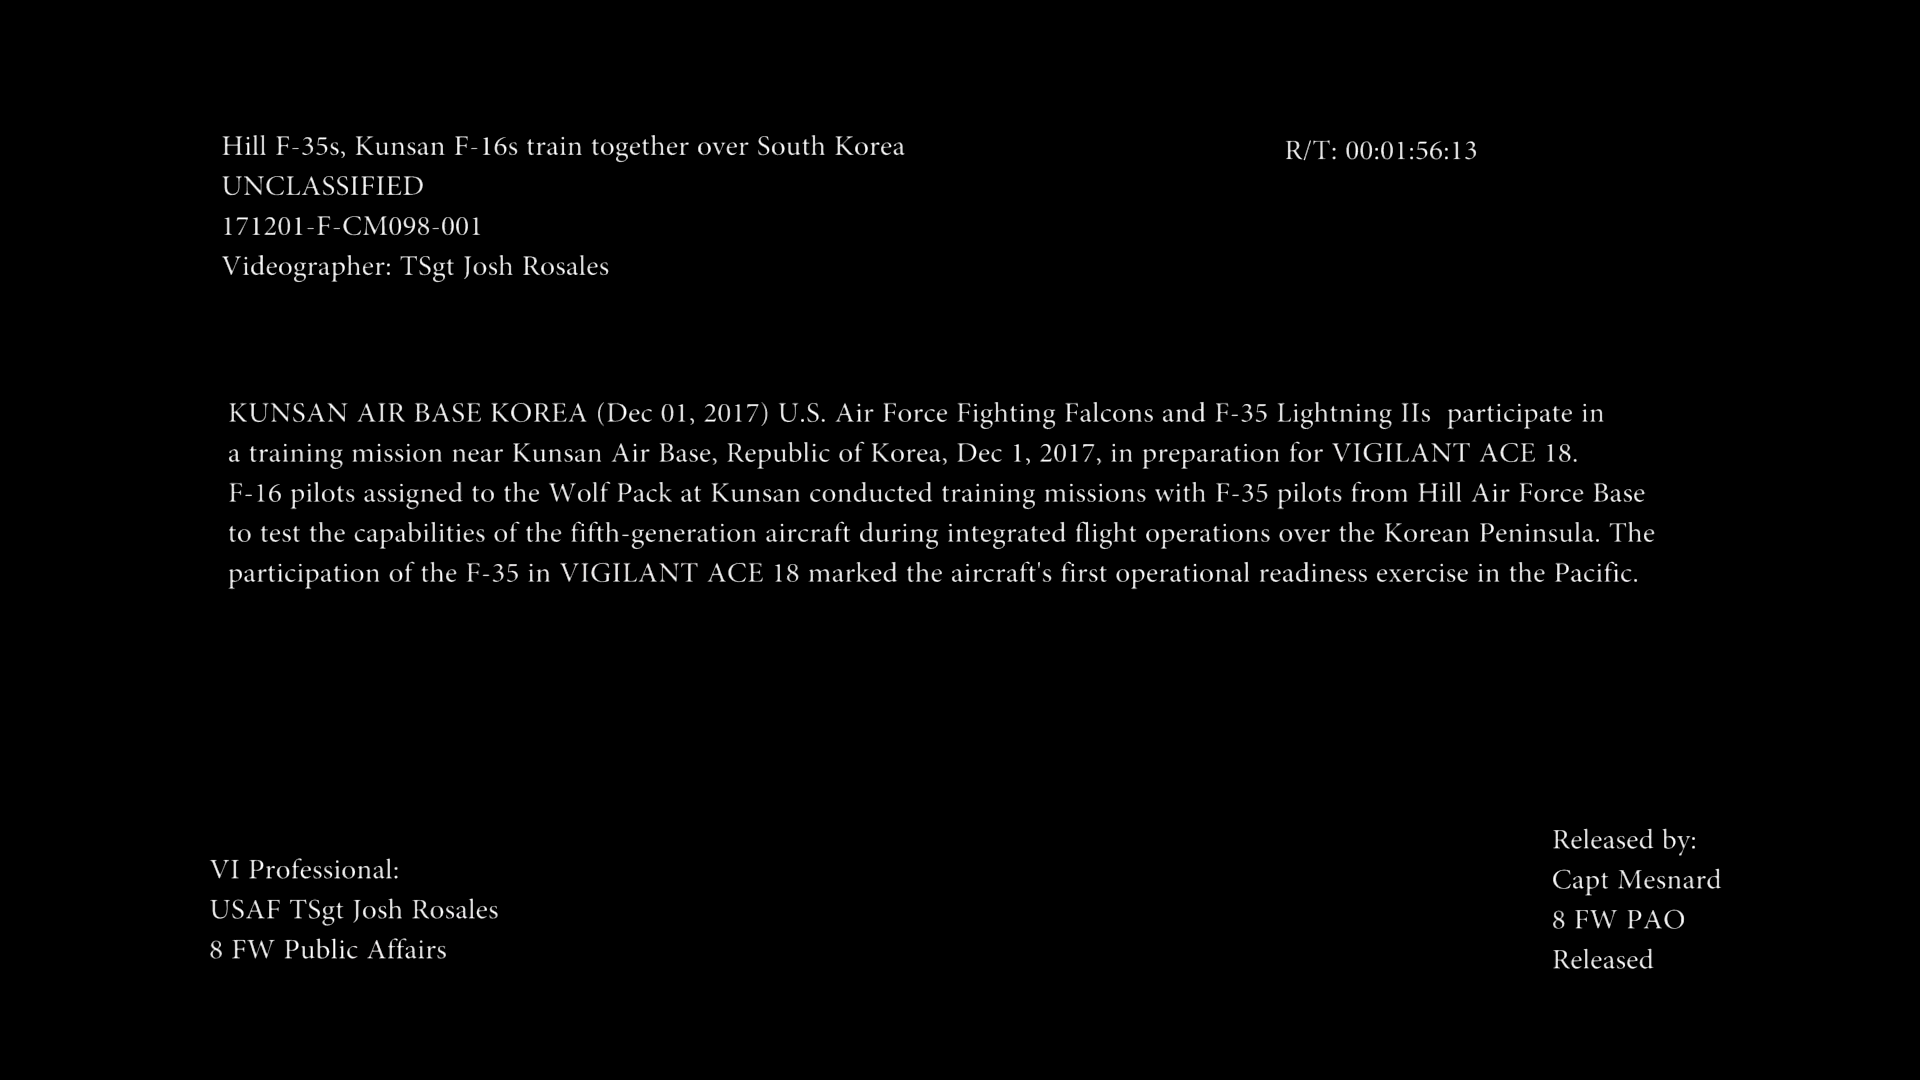 Hill F-35s, Kunsan F-16s train together over South Korea
R/T: 00:01:56:13
UNCLASSIFIED
171201-F-CM098-001
Videographer: TSgt Josh Rosales
KUNSAN AIR BASE KOREA (Dec 01, 2017) U.S. Air Force Fighting Falcons and F-35 Lightning IIs  participate in
a training mission near Kunsan Air Base, Republic of Korea, Dec 1, 2017, in preparation for VIGILANT ACE 18.
F-16 pilots assigned to the Wolf Pack at Kunsan conducted training missions with F-35 pilots from Hill Air Force Base
to test the capabilities of the fifth-generation aircraft during integrated flight operations over the Korean Peninsula. The
participation of the F-35 in VIGILANT ACE 18 marked the aircraft's first operational readiness exercise in the Pacific.
VI Professional:
USAF TSgt Josh Rosales
8 FW Public Affairs
Released by:
Capt Mesnard
8 FW PAO
Released